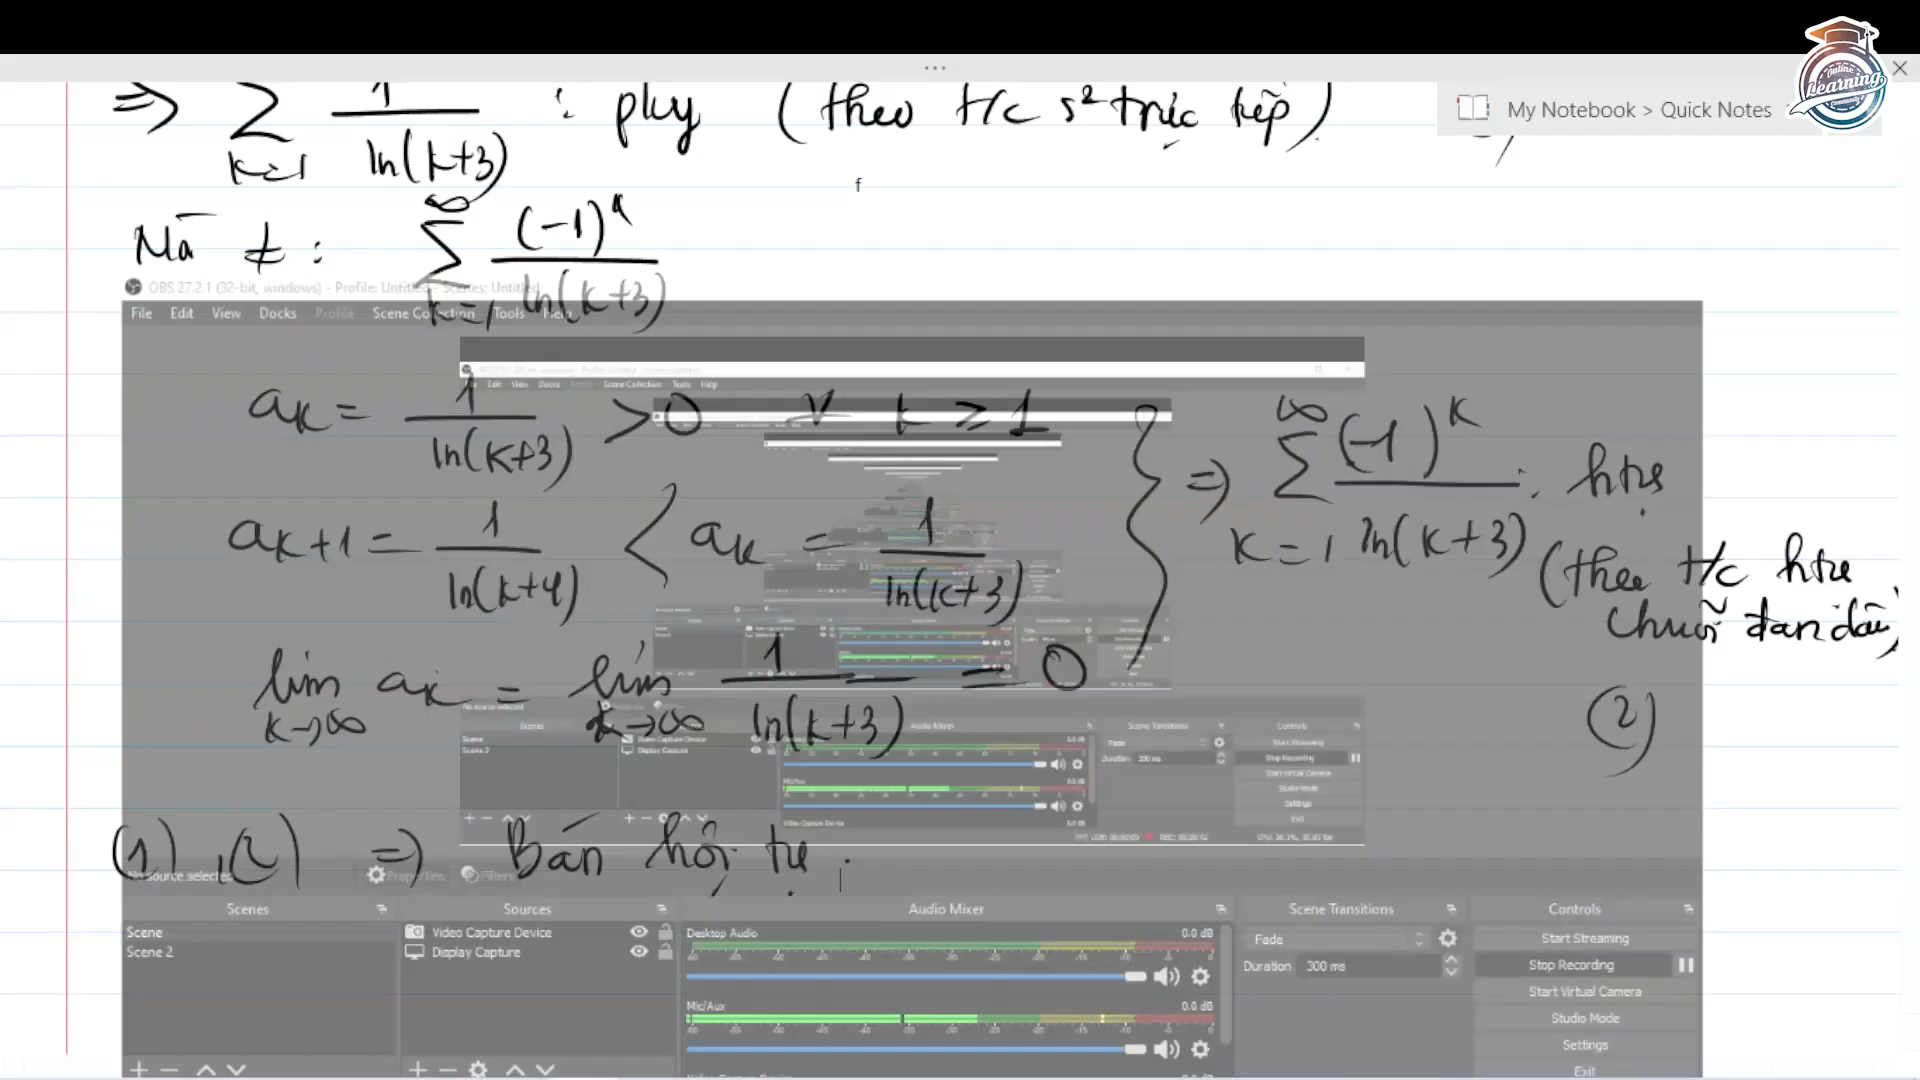 Online Learning Community
My Notebook > Quick Notes
⇒ ∑ k=1 1/ln(k+3) : pkỳ (theo t/c s² trực tiếp)
Mà ≠ : ∑ k=1 ∞ (-1)^k/ln(k+3)
OBS 27.2.1 (32-bit, windows) - Profile: Untitled - Scenes: Untitled
File Edit View Docks Profile Scene Collection Tools Help
a_k = 1/ln(k+3) > 0 ∀ k ≥ 1
a_k+1 = 1/ln(k+4) < a_k = 1/ln(k+3)
lim k→∞ a_k = lim k→∞ 1/ln(k+3) = 0
⇒ ∑ k=1 ∞ (-1)^k/ln(k+3) : htụ
(theo t/c htụ
chuỗi đan dấu)
(2)
(1), (2) ⇒ Bán hội tụ.
No source selected Properties Filters
Scenes Sources Audio Mixer Scene Transitions Controls
Scene
Scene 2
Video Capture Device
Display Capture
Desktop Audio 0.0 dB
Mic/Aux 0.0 dB
Fade
Duration 300 ms
Start Streaming
Stop Recording
Start Virtual Camera
Studio Mode
Settings
Exit